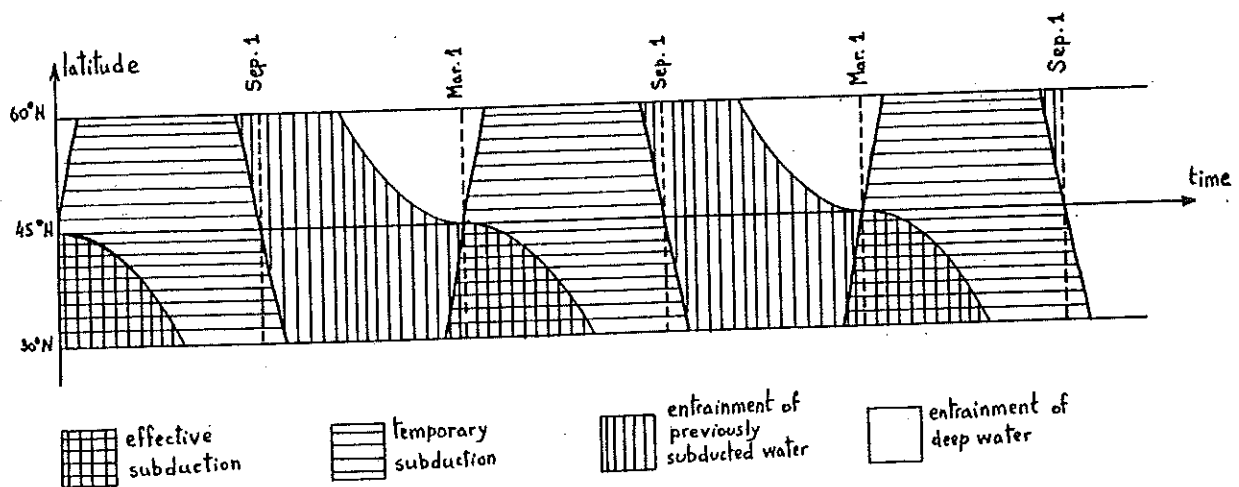 latitude
Sep. 1
Mar. 1
Sep. 1
Mar. 1
Sep. 1
60°N
45°N
30°N
time
effective
subduction
temporary
subduction
entrainment of
previously
subducted water
entrainment of
deep water